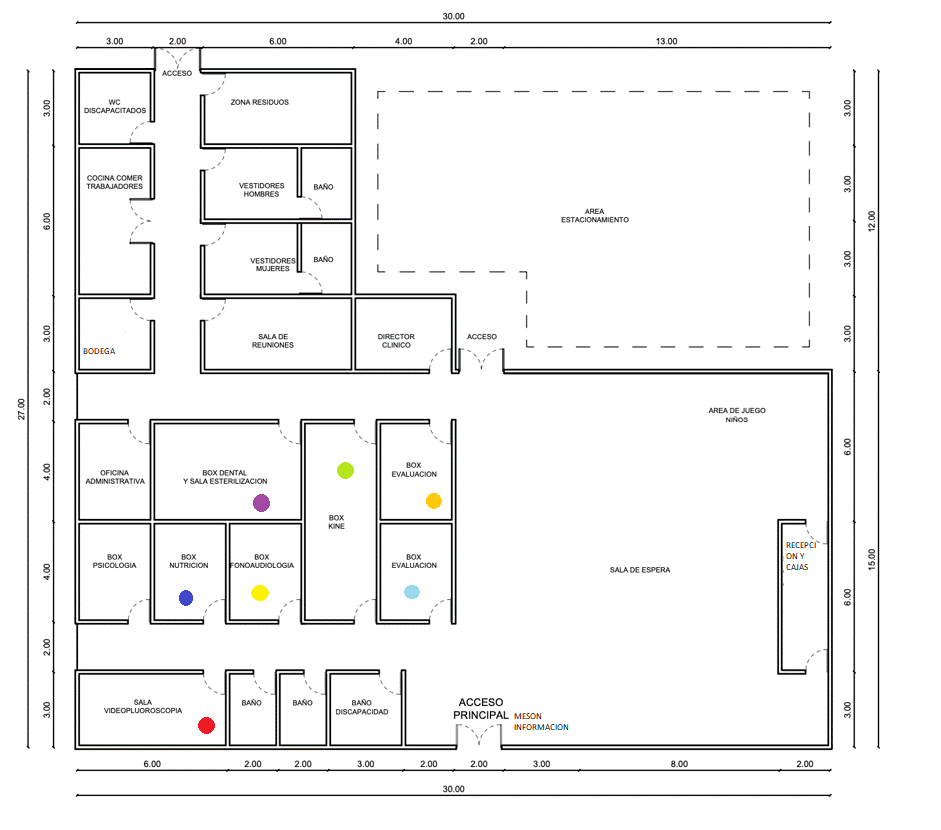 30.00
3.00
2.00
6.00
4.00
2.00
13.00
ACCESO
WC
DISCAPACITADOS
ZONA RESIDUOS
3.00
3.00
COCINA COMER
TRABAJADORES
VESTIDORES
HOMBRES
BAÑO
3.00
AREA
ESTACIONAMIENTO
6.00
12.00
VESTIDORES
MUJERES
BAÑO
3.00
3.00
BODEGA
SALA DE
REUNIONES
DIRECTOR
CLINICO
ACCESO
3.00
27.00
2.00
AREA DE JUEGO
NIÑOS
6.00
4.00
OFICINA
ADMINISTRATIVA
BOX DENTAL
Y SALA ESTERILIZACION
BOX
KINE
BOX
EVALUACION
4.00
BOX
PSICOLOGIA
BOX
NUTRICION
BOX
FONOAUDIOLOGIA
BOX
EVALUACION
SALA DE ESPERA
RECEPCI
ON Y
CAJAS
6.00
15.00
2.00
3.00
SALA
VIDEOPLUOROSCOPIA
BAÑO
BAÑO
BAÑO
DISCAPACIDAD
ACCESO
PRINCIPAL
MESON
INFORMACION
3.00
6.00
2.00
2.00
3.00
2.00
2.00
3.00
8.00
2.00
30.00